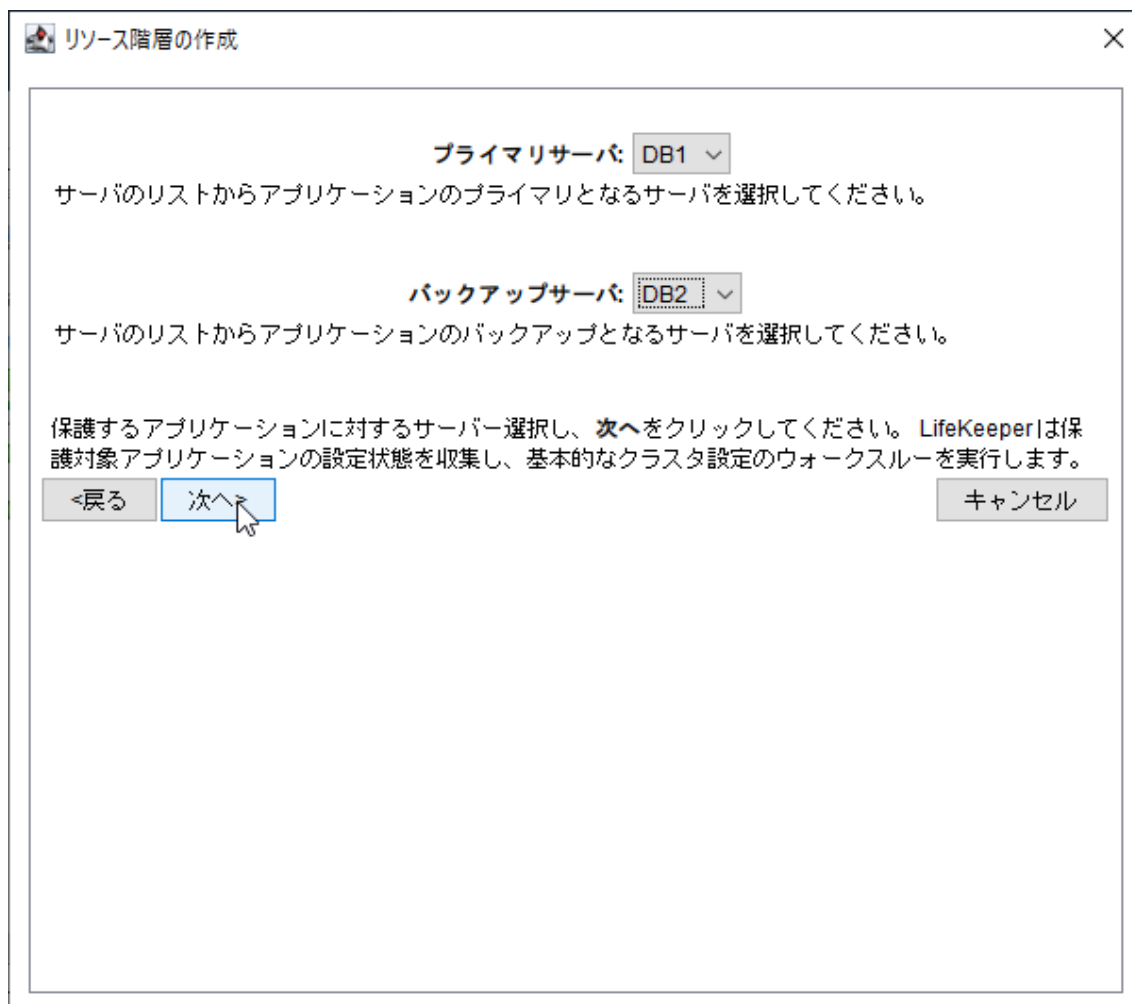 リソース階層の作成
プライマリサーバ: DB1
サーバのリストからアプリケーションのプライマリとなるサーバを選択してください。
バックアップサーバ: DB2
サーバのリストからアプリケーションのバックアップとなるサーバを選択してください。
保護するアプリケーションに対するサーバー選択し、次へをクリックしてください。 LifeKeeperは保
護対象アプリケーションの設定状態を収集し、基本的なクラスタ設定のウォークスルーを実行します。
<戻る 次へ> キャンセル